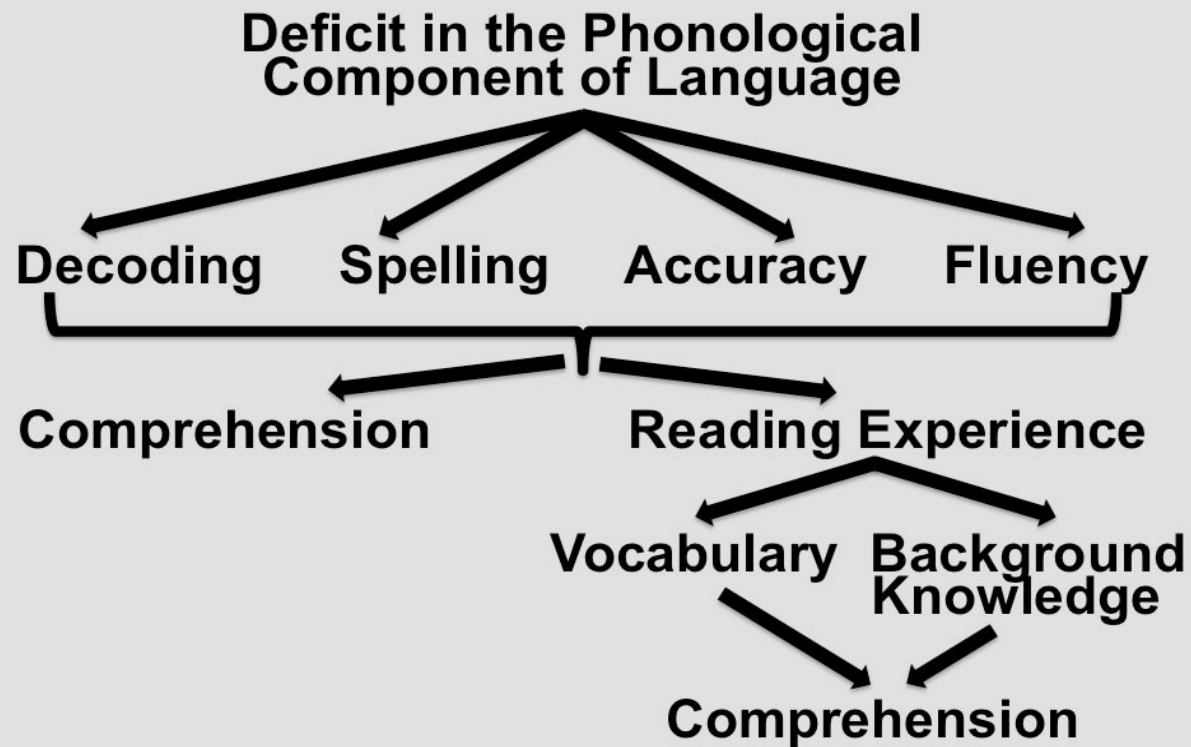 Deficit in the Phonological
Component of Language
Decoding Spelling Accuracy Fluency
Comprehension Reading Experience
Vocabulary Background
Knowledge
Comprehension